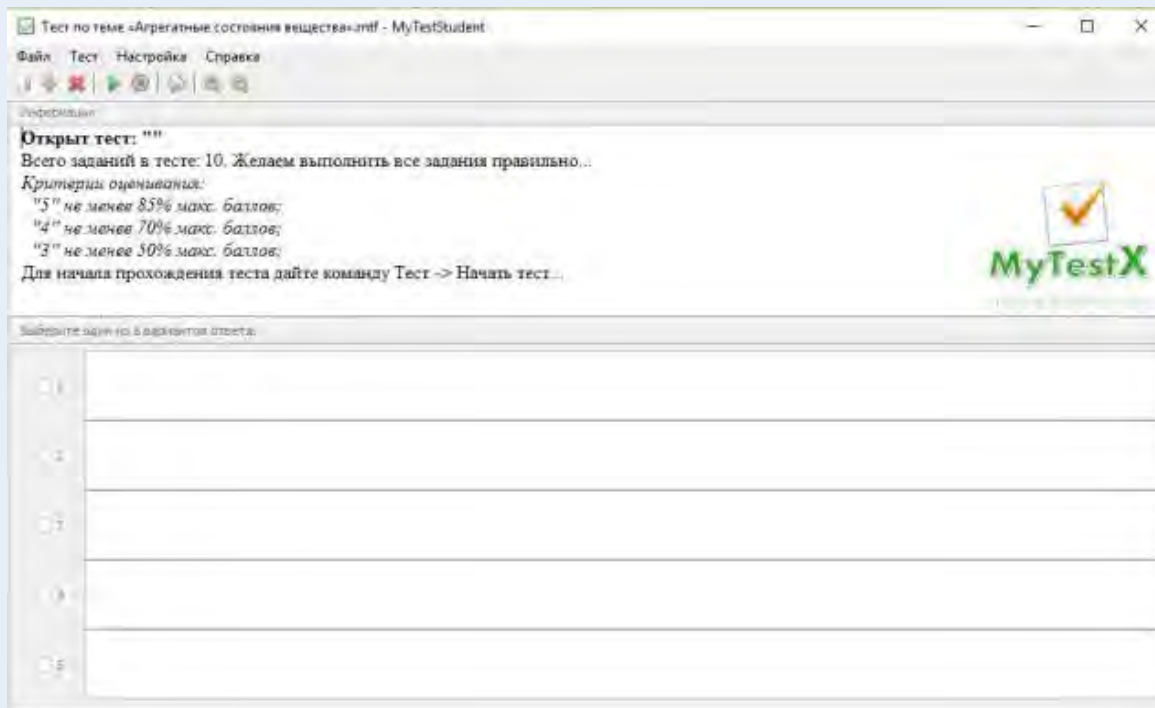 Тест по теме «Агрегатные состояния вещества».mtf - MyTestStudent
Файл Тест Настройка Справка
Информация
Открыт тест: ""
Всего заданий в тесте: 10. Желаем выполнить все задания правильно...
Критерии оценивания:
"5" не менее 85% макс. баллов;
"4" не менее 70% макс. баллов;
"3" не менее 50% макс. баллов;
Для начала прохождения теста дайте команду Тест -> Начать тест...
MyTestX
Выберите один из 5 вариантов ответа:
1
2
3
4
5